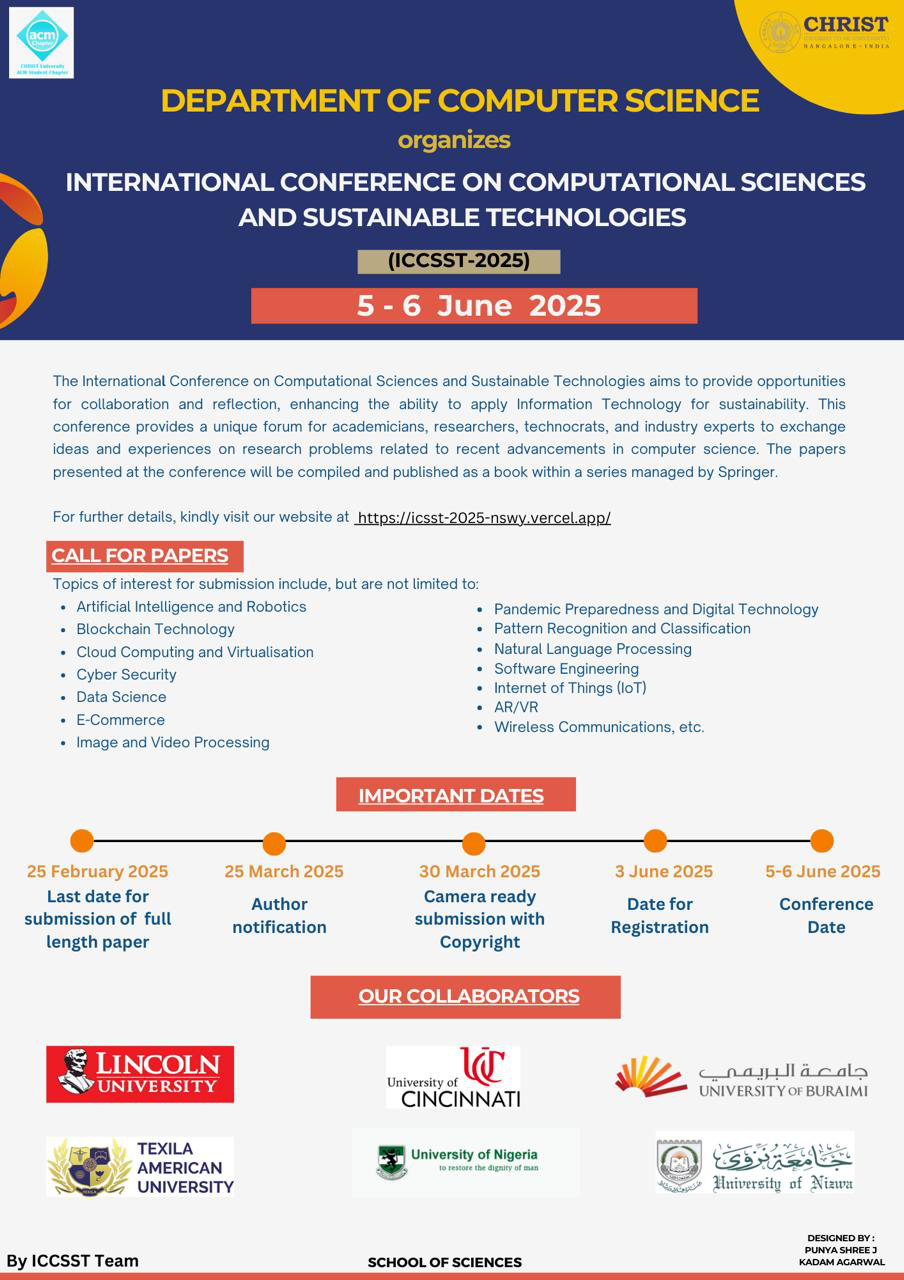 acm
Chapter
CHRIST University
ACM Student Chapter
CHRIST
BANGALORE · INDIA
DEPARTMENT OF COMPUTER SCIENCE
organizes
INTERNATIONAL CONFERENCE ON COMPUTATIONAL SCIENCES
AND SUSTAINABLE TECHNOLOGIES
(ICCSST-2025)
5 - 6 June 2025
The International Conference on Computational Sciences and Sustainable Technologies aims to provide opportunities
for collaboration and reflection, enhancing the ability to apply Information Technology for sustainability. This
conference provides a unique forum for academicians, researchers, technocrats, and industry experts to exchange
ideas and experiences on research problems related to recent advancements in computer science. The papers
presented at the conference will be compiled and published as a book within a series managed by Springer.
For further details, kindly visit our website at https://icsst-2025-nswy.vercel.app/
CALL FOR PAPERS
Topics of interest for submission include, but are not limited to:
• Artificial Intelligence and Robotics
• Blockchain Technology
• Cloud Computing and Virtualisation
• Cyber Security
• Data Science
• E-Commerce
• Image and Video Processing
• Pandemic Preparedness and Digital Technology
• Pattern Recognition and Classification
• Natural Language Processing
• Software Engineering
• Internet of Things (IoT)
• AR/VR
• Wireless Communications, etc.
IMPORTANT DATES
25 February 2025
Last date for
submission of full
length paper
25 March 2025
Author
notification
30 March 2025
Camera ready
submission with
Copyright
3 June 2025
Date for
Registration
5-6 June 2025
Conference
Date
OUR COLLABORATORS
LINCOLN
UNIVERSITY
UC
University of
CINCINNATI
جامعة البريمي
UNIVERSITY OF BURAIMI
TEXILA
TEXILA
AMERICAN
UNIVERSITY
University of Nigeria
to restore the dignity of man
جامعة نزوى
University of Nizwa
By ICCSST Team
SCHOOL OF SCIENCES
DESIGNED BY :
PUNYA SHREE J
KADAM AGARWAL